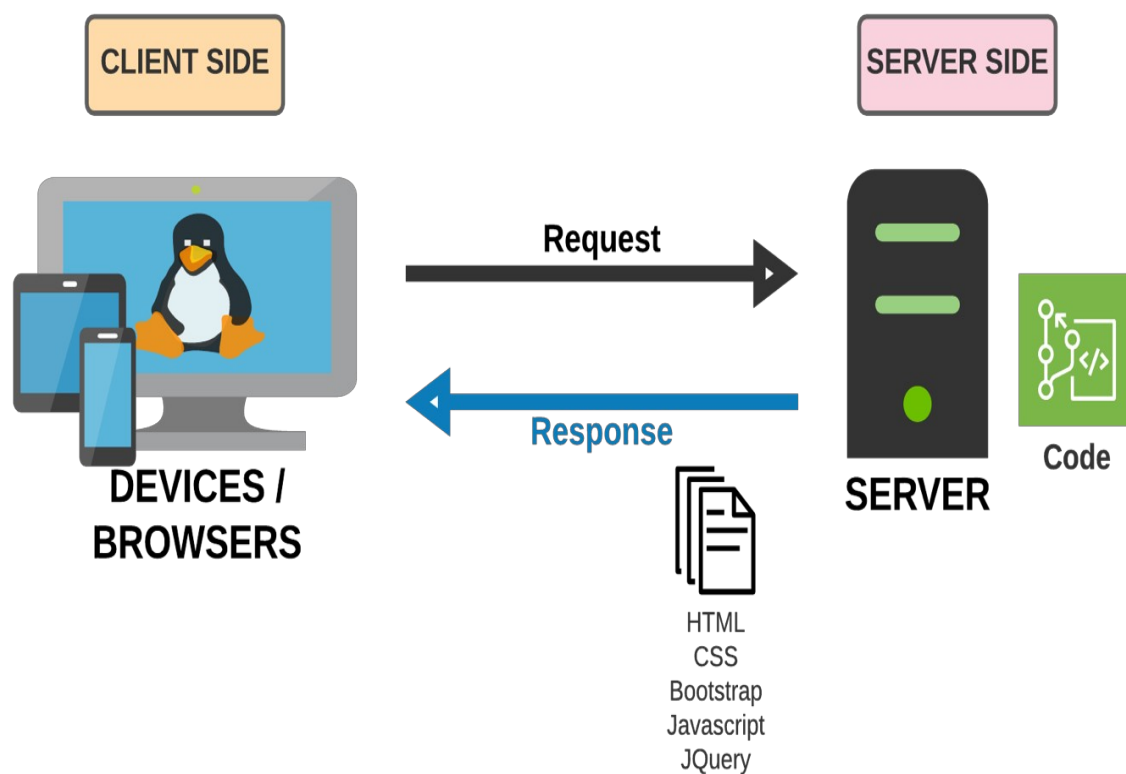 CLIENT SIDE
SERVER SIDE
Request
Response
</>
Code
DEVICES /
BROWSERS
SERVER
HTML
CSS
Bootstrap
Javascript
JQuery